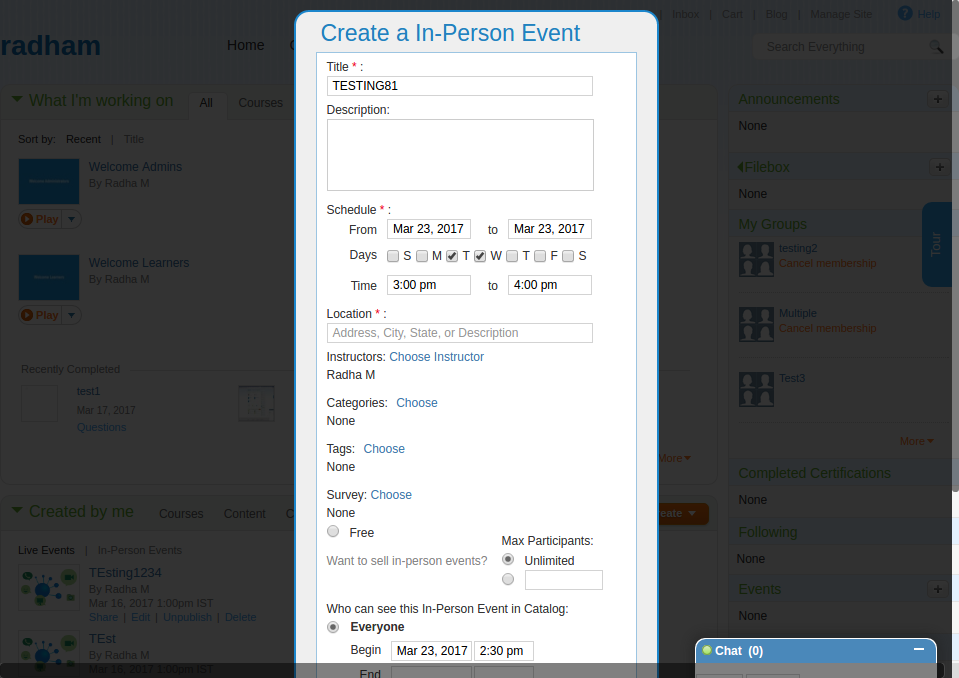 Create a In-Person Event
Title * :
TESTING81
Description:
Schedule * :
From Mar 23, 2017 to Mar 23, 2017
Days S M T W T F S
Time 3:00 pm to 4:00 pm
Location * :
Address, City, State, or Description
Instructors: Choose Instructor
Radha M
Categories: Choose
None
Tags: Choose
None
Survey: Choose
None
Free
Want to sell in-person events?
Max Participants:
Unlimited
Who can see this In-Person Event in Catalog:
Everyone
Begin Mar 23, 2017 2:30 pm
End
radham
Home
Inbox | Cart | Blog | Manage Site
? Help
Search Everything
What I'm working on All Courses
Sort by: Recent | Title
Welcome Admins
By Radha M
Play
Welcome Learners
By Radha M
Play
Recently Completed
test1
Mar 17, 2017
Questions
More
Created by me Courses Content
Live Events | In-Person Events
TEsting1234
By Radha M
Mar 16, 2017 1:00pm IST
Share | Edit | Unpublish | Delete
TEst
By Radha M
Mar 16, 2017 1:00pm IST
Announcements +
None
Filebox +
None
My Groups
testing2
Cancel membership
Multiple
Cancel membership
Test3
More
Completed Certifications
None
Following
None
Events +
None
Tour
Chat (0)